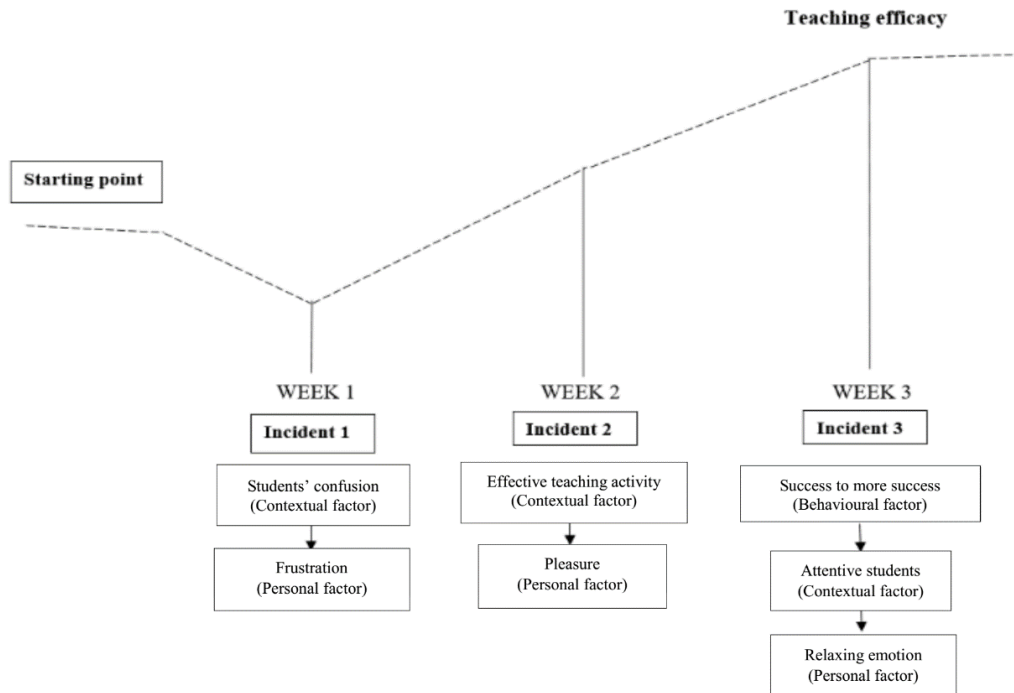 Teaching efficacy
Starting point
WEEK 1
Incident 1
Students’ confusion
(Contextual factor)
Frustration
(Personal factor)
WEEK 2
Incident 2
Effective teaching activity
(Contextual factor)
Pleasure
(Personal factor)
WEEK 3
Incident 3
Success to more success
(Behavioural factor)
Attentive students
(Contextual factor)
Relaxing emotion
(Personal factor)